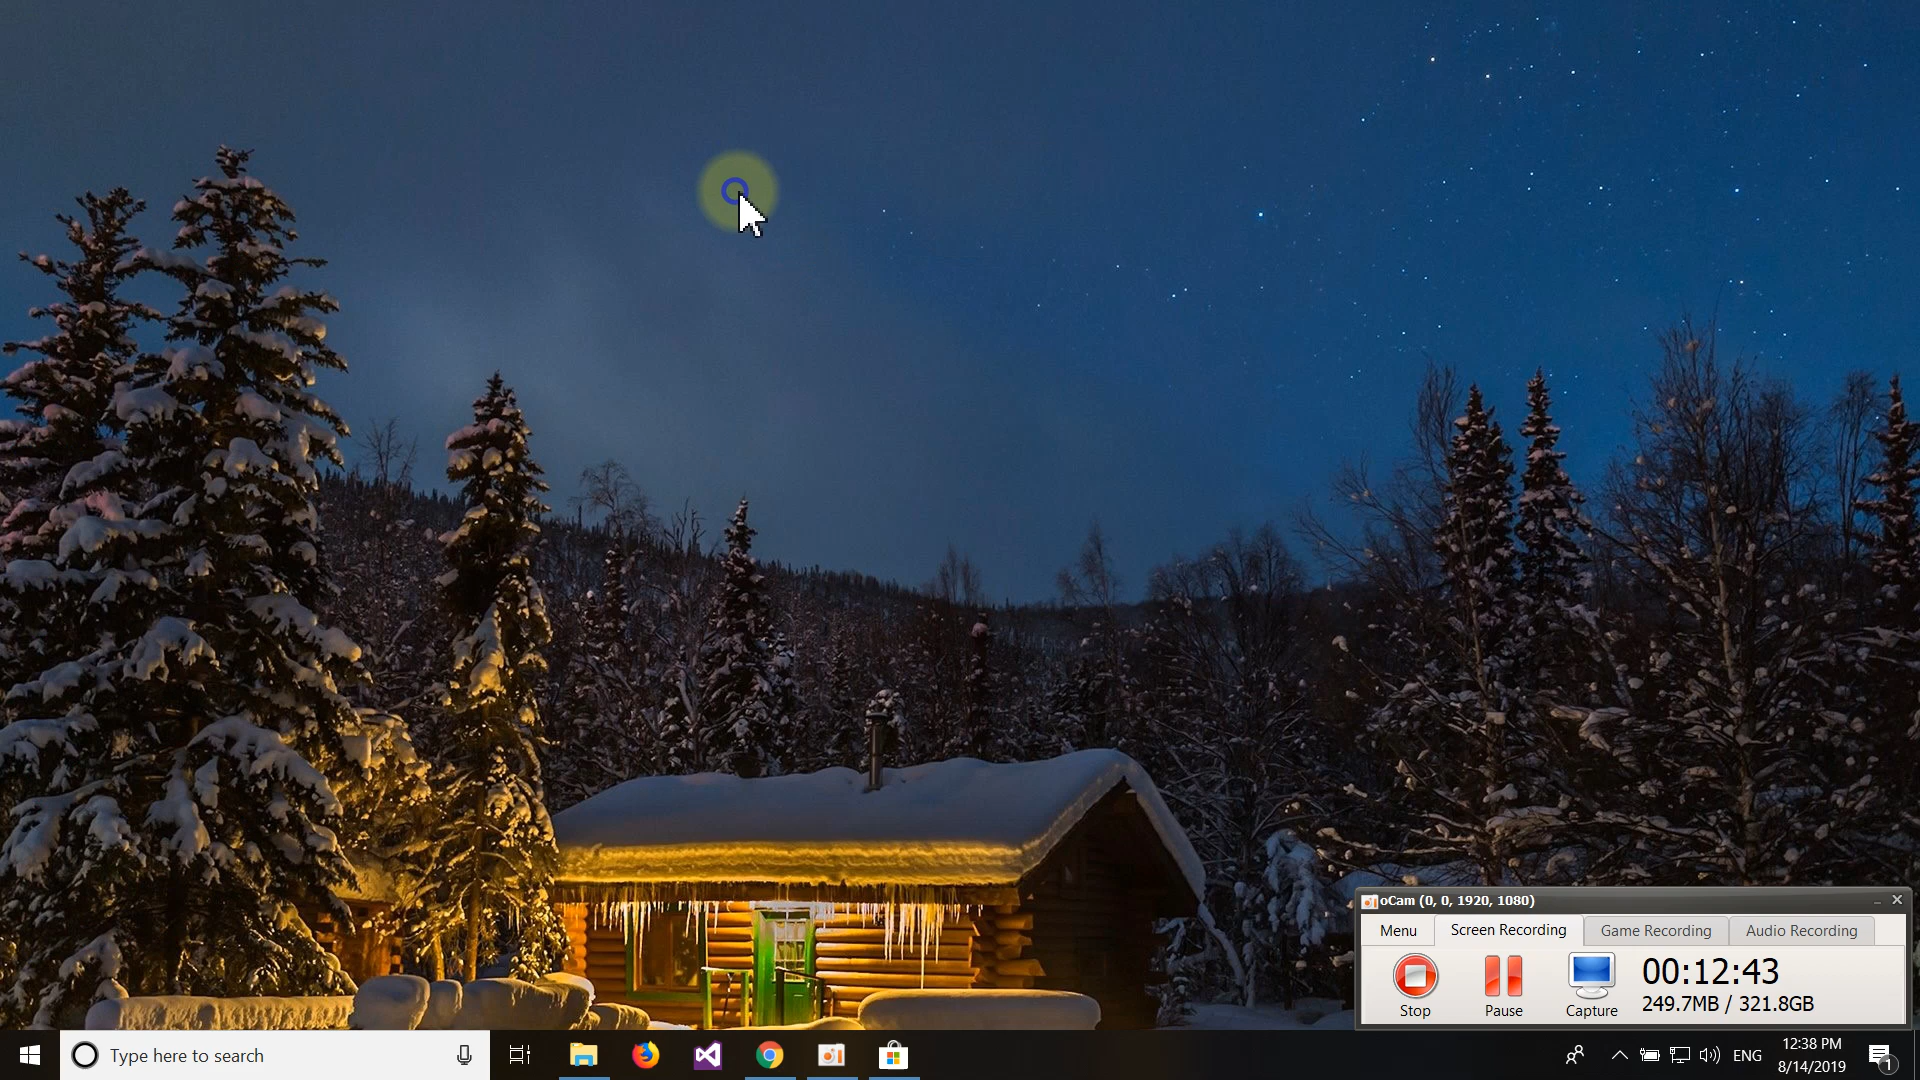 oCam (0, 0, 1920, 1080)
Menu
Screen Recording
Game Recording
Audio Recording
00:12:43
249.7MB / 321.8GB
Stop
Pause
Capture
Type here to search
ENG
12:38 PM
8/14/2019
1